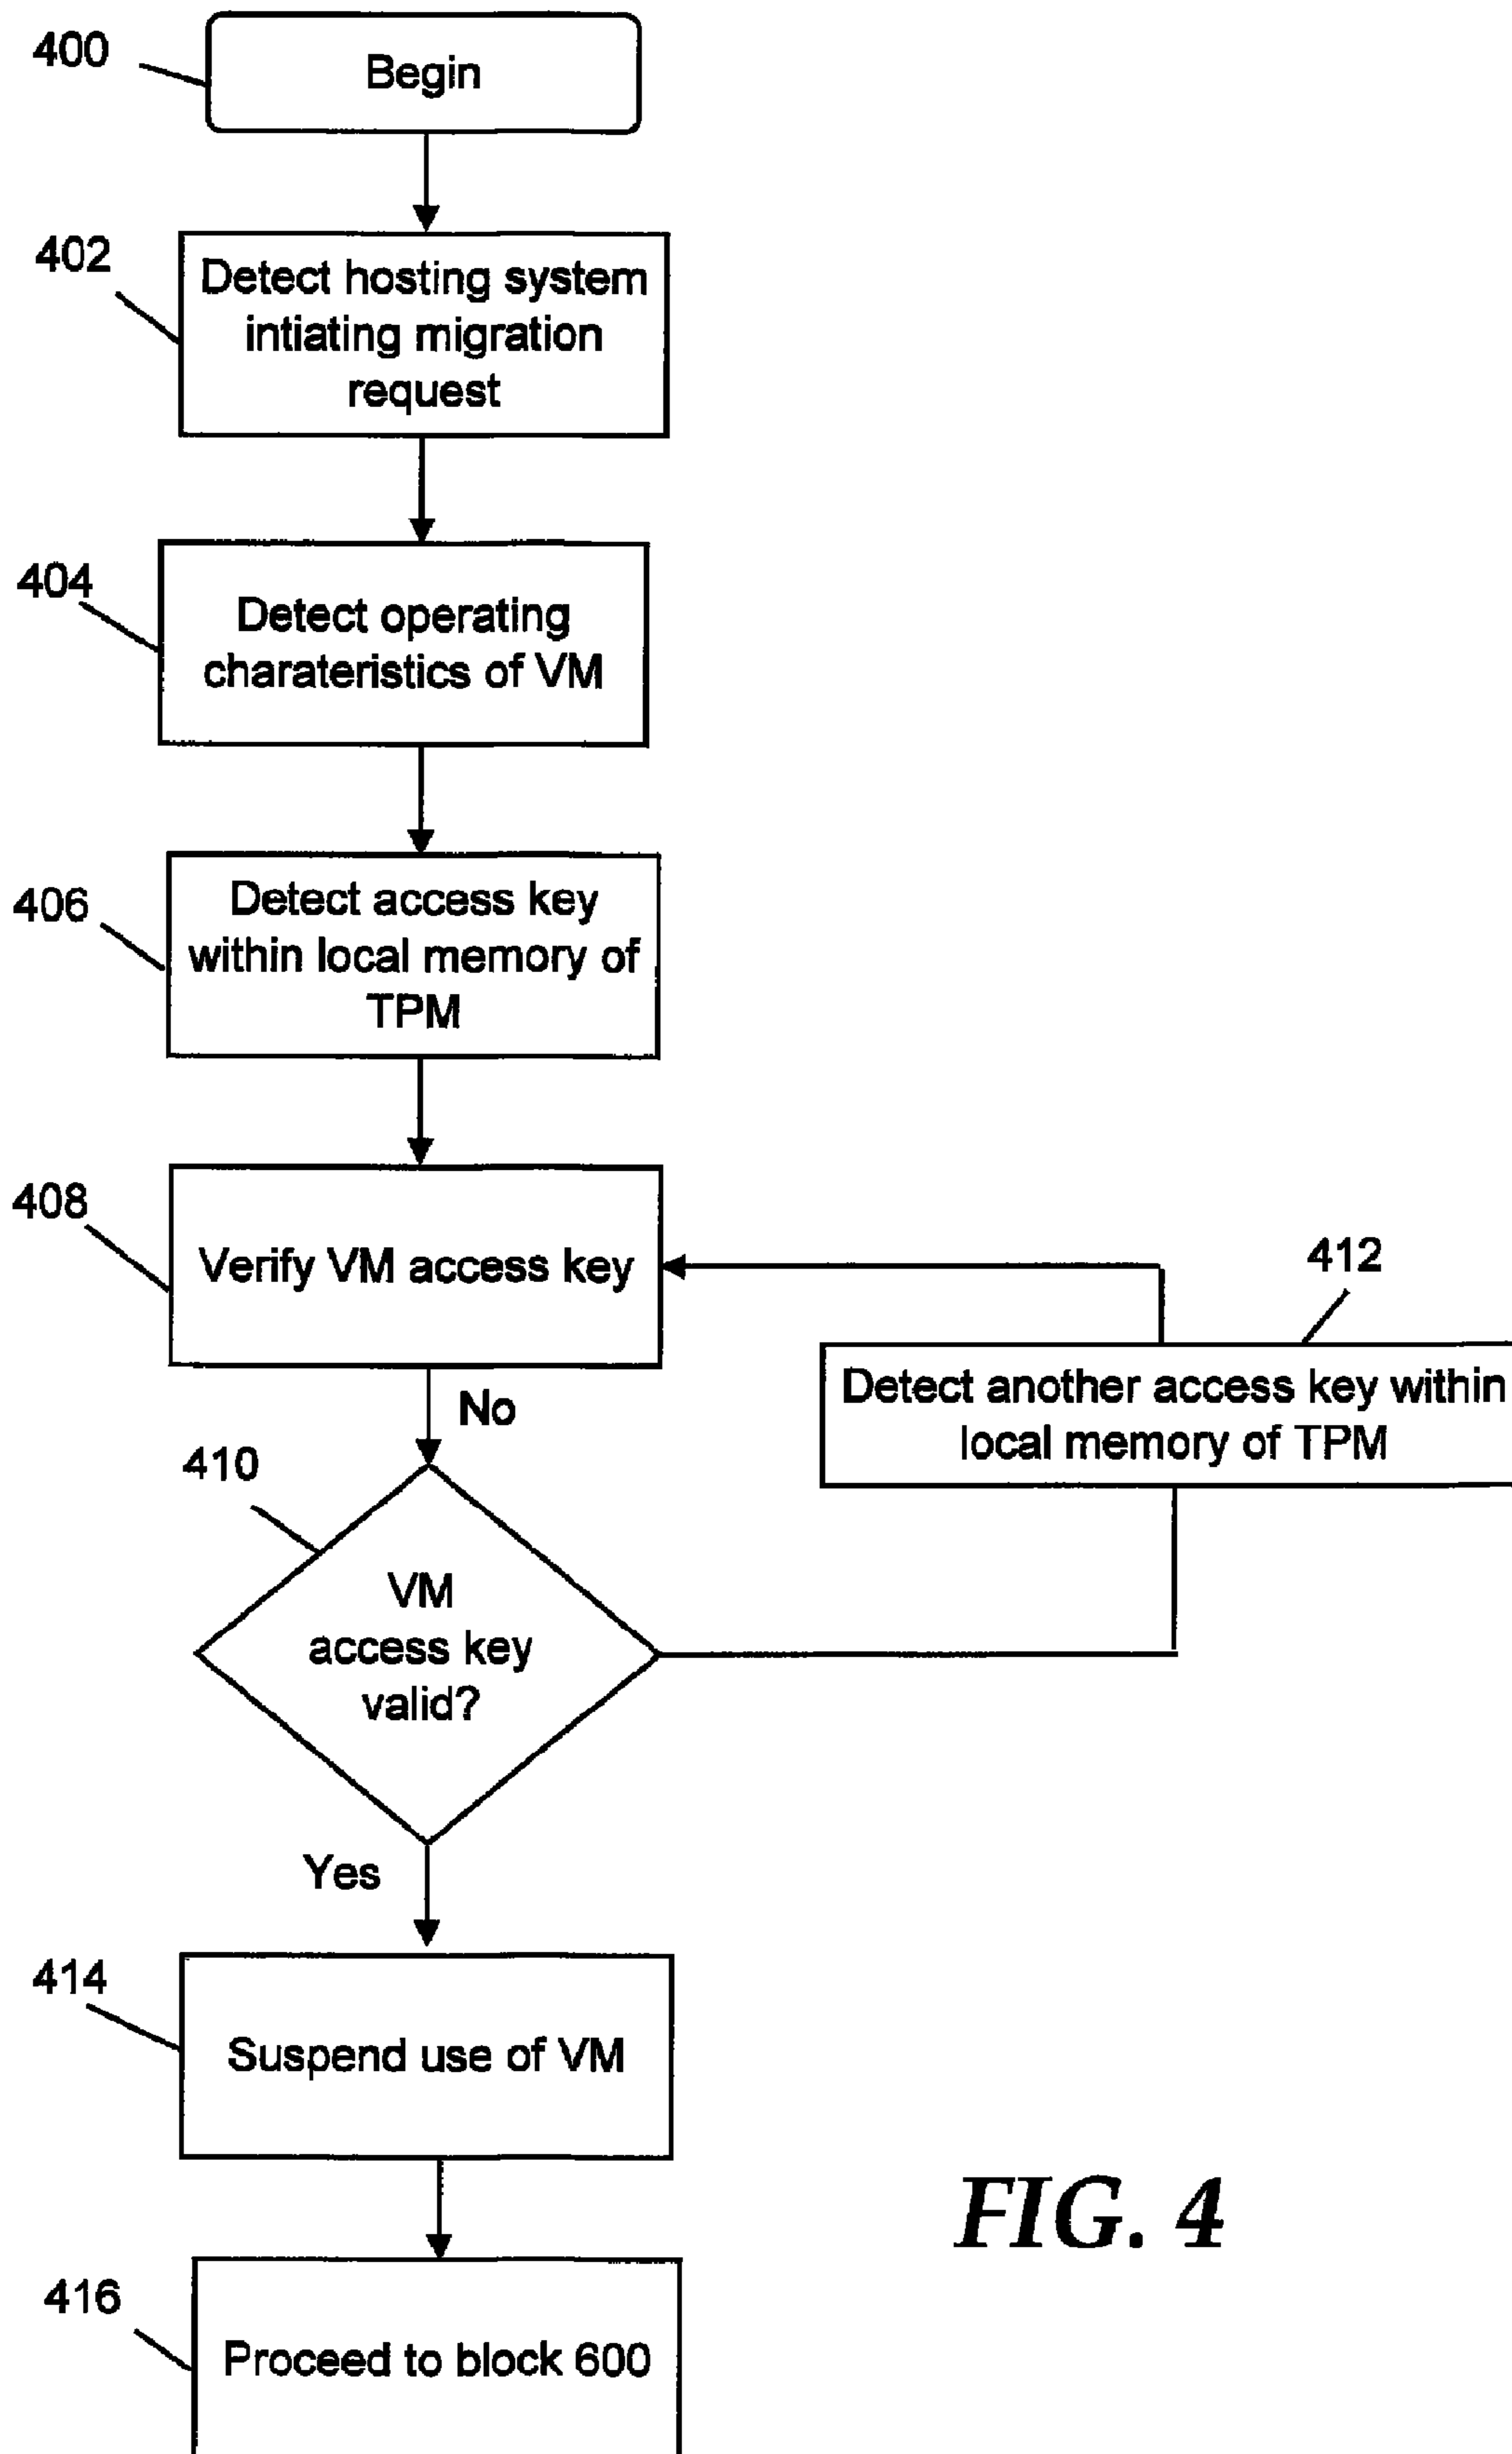 400
Begin
402
Detect hosting system
intiating migration
request
404
Detect operating
charateristics of VM
406
Detect access key
within local memory of
TPM
408
Verify VM access key
412
Detect another access key within
local memory of TPM
No
410
VM
access key
valid?
Yes
414
Suspend use of VM
416
Proceed to block 600
FIG. 4